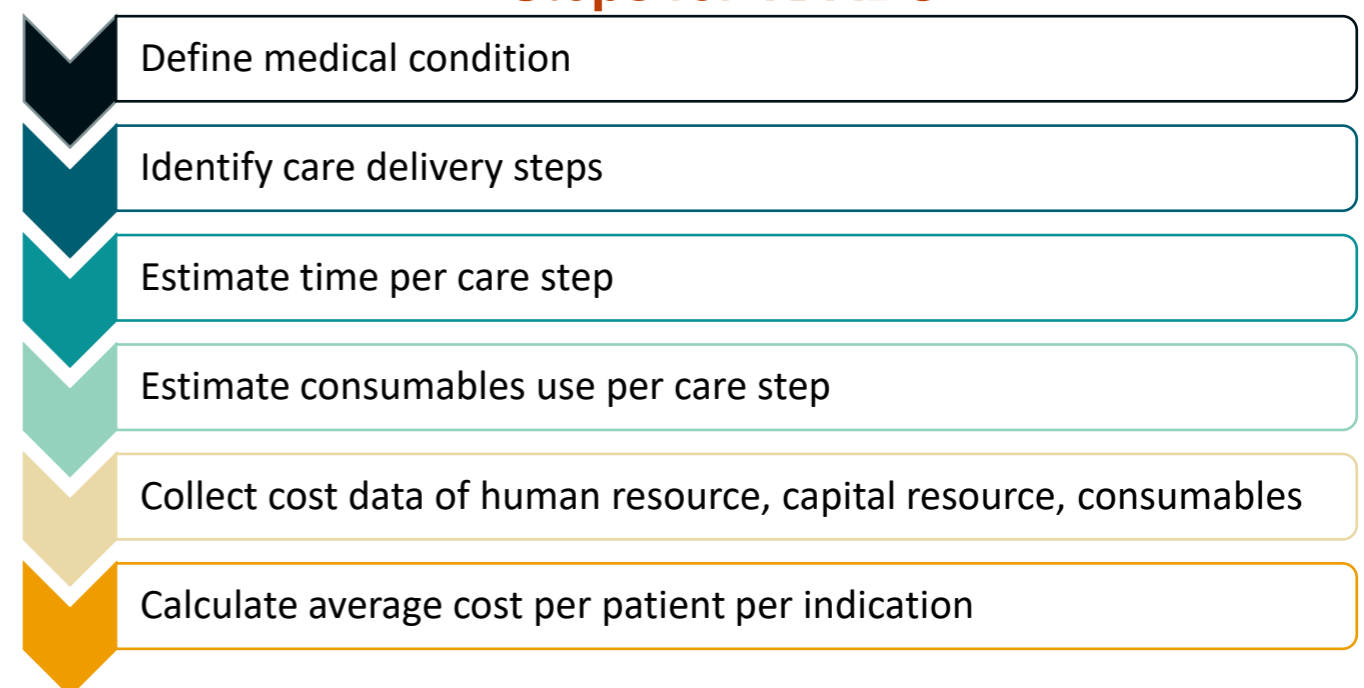 Define medical condition
Identify care delivery steps
Estimate time per care step
Estimate consumables use per care step
Collect cost data of human resource, capital resource, consumables
Calculate average cost per patient per indication